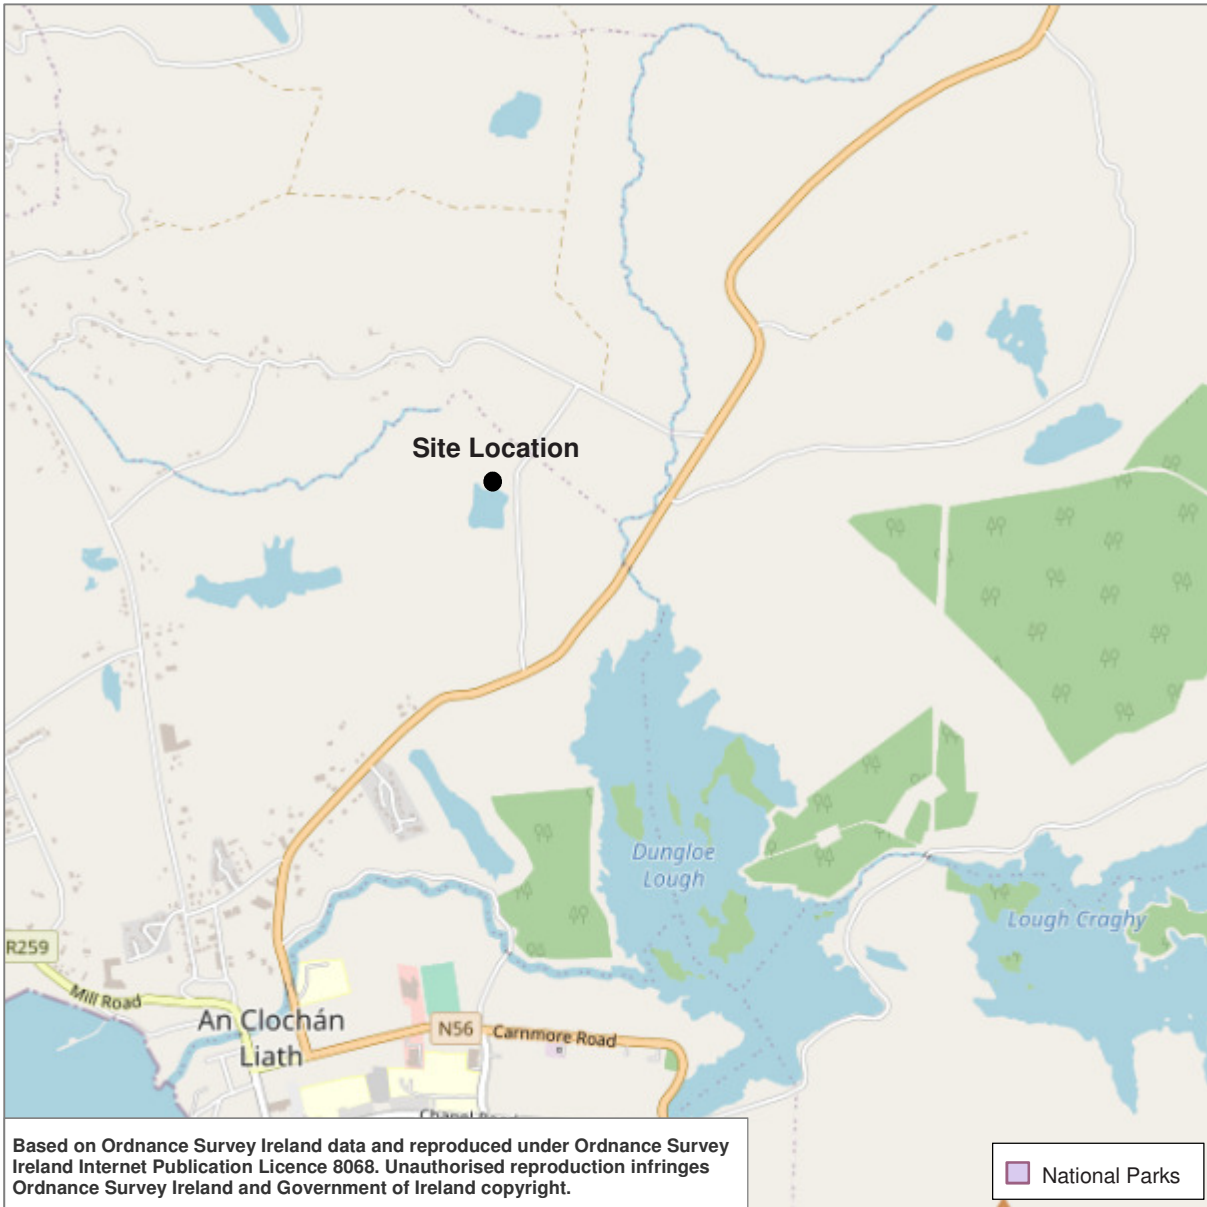 Site Location
Dungloe
Lough
Lough Craghy
R259
Mill Road
An Clochán
Liath
N56
Carnmore Road
Chapel
Based on Ordnance Survey Ireland data and reproduced under Ordnance Survey
Ireland Internet Publication Licence 8068. Unauthorised reproduction infringes
Ordnance Survey Ireland and Government of Ireland copyright.
National Parks